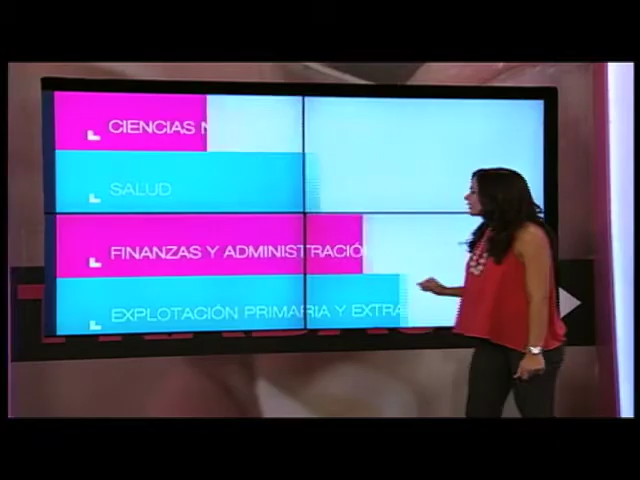 CIENCIAS
SALUD
FINANZAS Y ADMINISTRACIÓ
EXPLOTACIÓN PRIMARIA Y EXTRA